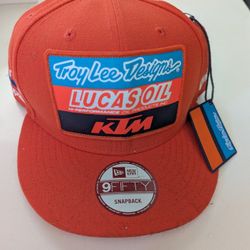 Troy Lee Designs
LUCAS OIL
KTM
NEW ERA
9FIFTY
SNAPBACK